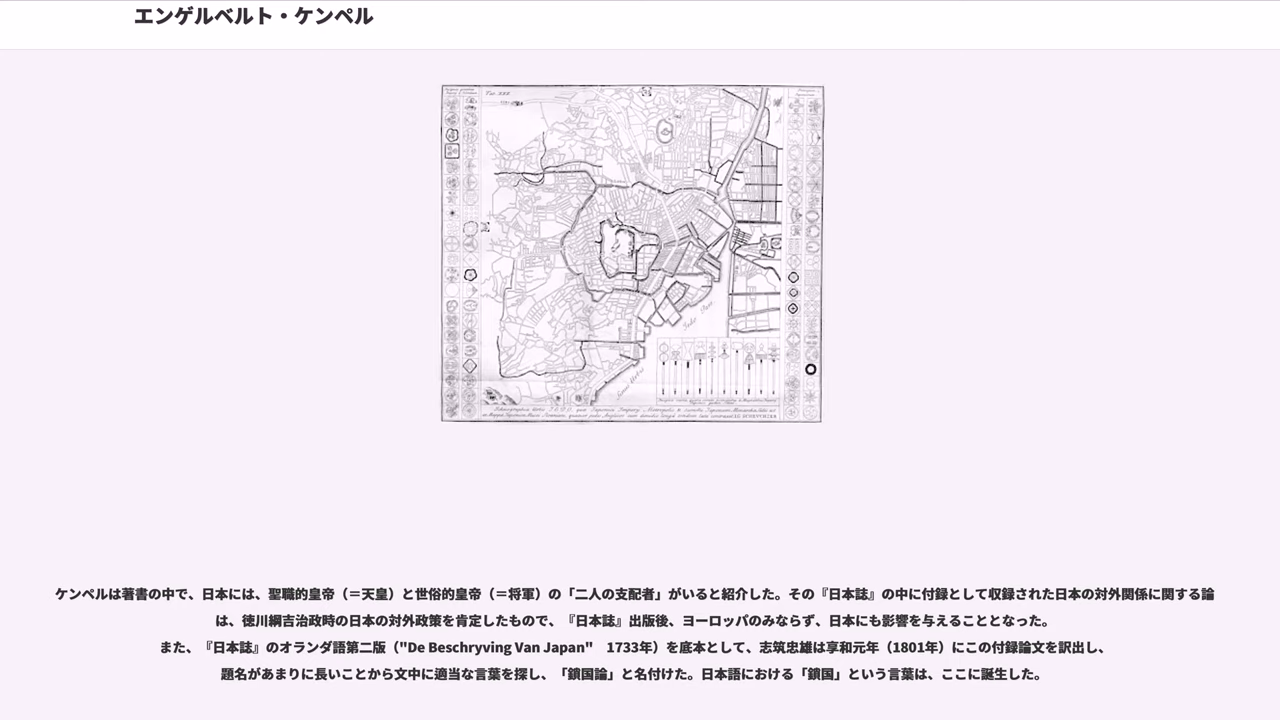 エンゲルベルト・ケンペル
Tab. XXX
ケンペルは著書の中で、日本には、聖職的皇帝（＝天皇）と世俗的皇帝（＝将軍）の「二人の支配者」がいると紹介した。その『日本誌』の中に付録として収録された日本の対外関係に関する論
は、徳川綱吉治政時の日本の対外政策を肯定したもので、『日本誌』出版後、ヨーロッパのみならず、日本にも影響を与えることとなった。
また、『日本誌』のオランダ語第二版（"De Beschryving Van Japan"　1733年）を底本として、志筑忠雄は享和元年（1801年）にこの付録論文を訳出し、
題名があまりに長いことから文中に適当な言葉を探し、「鎖国論」と名付けた。日本語における「鎖国」という言葉は、ここに誕生した。